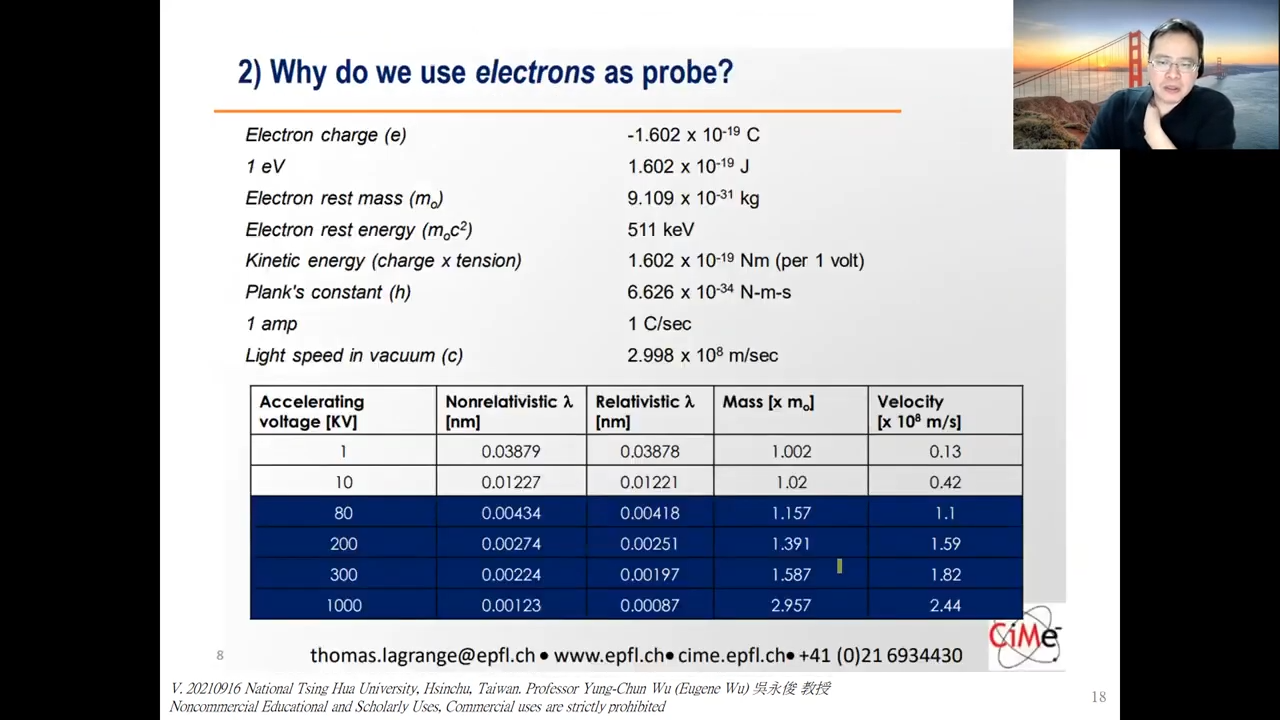 2) Why do we use electrons as probe?
Electron charge (e) -1.602 x 10⁻¹⁹ C
1 eV 1.602 x 10⁻¹⁹ J
Electron rest mass (mₒ) 9.109 x 10⁻³¹ kg
Electron rest energy (mₒc²) 511 keV
Kinetic energy (charge x tension) 1.602 x 10⁻¹⁹ Nm (per 1 volt)
Plank's constant (h) 6.626 x 10⁻³⁴ N-m-s
1 amp 1 C/sec
Light speed in vacuum (c) 2.998 x 10⁸ m/sec
Accelerating voltage [KV] Nonrelativistic λ [nm] Relativistic λ [nm] Mass [x mₒ] Velocity [x 10⁸ m/s]
1 0.03879 0.03878 1.002 0.13
10 0.01227 0.01221 1.02 0.42
80 0.00434 0.00418 1.157 1.1
200 0.00274 0.00251 1.391 1.59
300 0.00224 0.00197 1.587 1.82
1000 0.00123 0.00087 2.957 2.44
CiMe⁻
8 thomas.lagrange@epfl.ch • www.epfl.ch• cime.epfl.ch• +41 (0)21 6934430
V. 20210916 National Tsing Hua University, Hsinchu, Taiwan. Professor Yung-Chun Wu (Eugene Wu) 吳永俊 教授
Noncommercial Educational and Scholarly Uses, Commercial uses are strictly prohibited
18